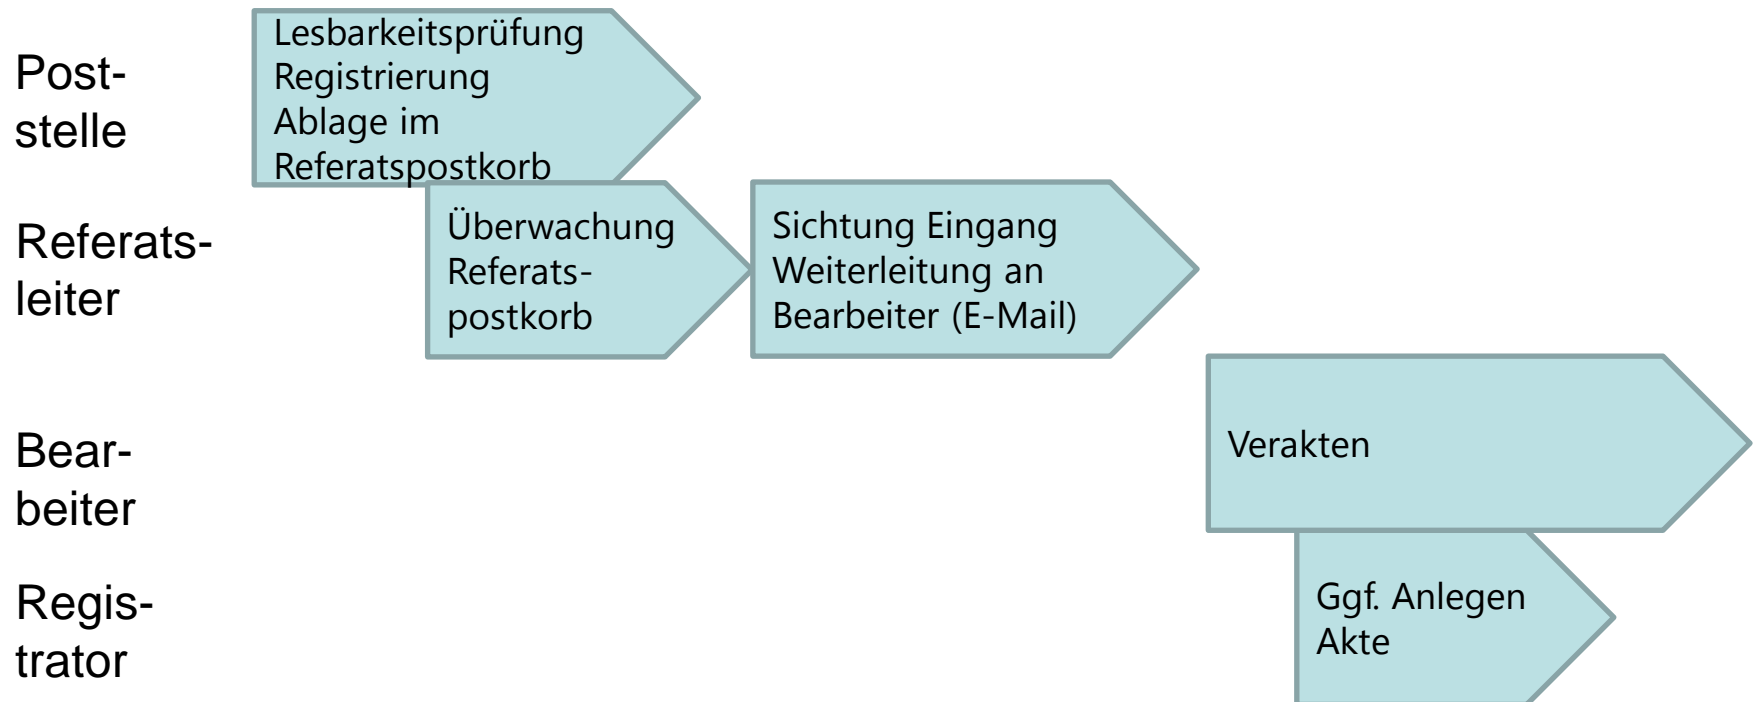 Post-
stelle
Lesbarkeitsprüfung
Registrierung
Ablage im
Referatspostkorb
Referats-
leiter
Überwachung
Referats-
postkorb
Sichtung Eingang
Weiterleitung an
Bearbeiter (E-Mail)
Bear-
beiter
Verakten
Regis-
trator
Ggf. Anlegen
Akte